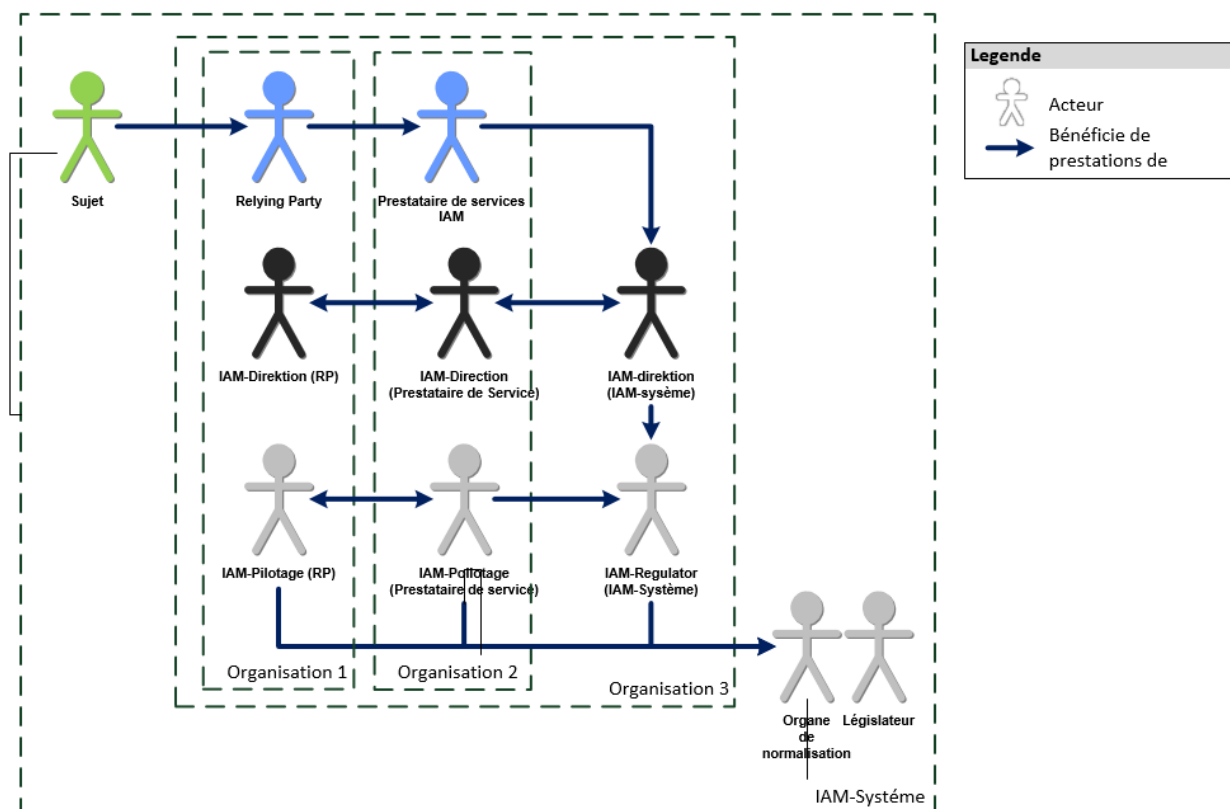 Legende
Acteur
Bénéficie de
prestations de
Sujet
Relying Party
Prestataire de services
IAM
IAM-Direktion (RP)
IAM-Direction
(Prestataire de Service)
IAM-direktion
(IAM-sysème)
IAM-Pilotage (RP)
IAM-Poilotage
(Prestataire de service)
IAM-Regulator
(IAM-Système)
Organisation 1
Organisation 2
Organisation 3
Organe
de
normalisation
Législateur
IAM-Systéme